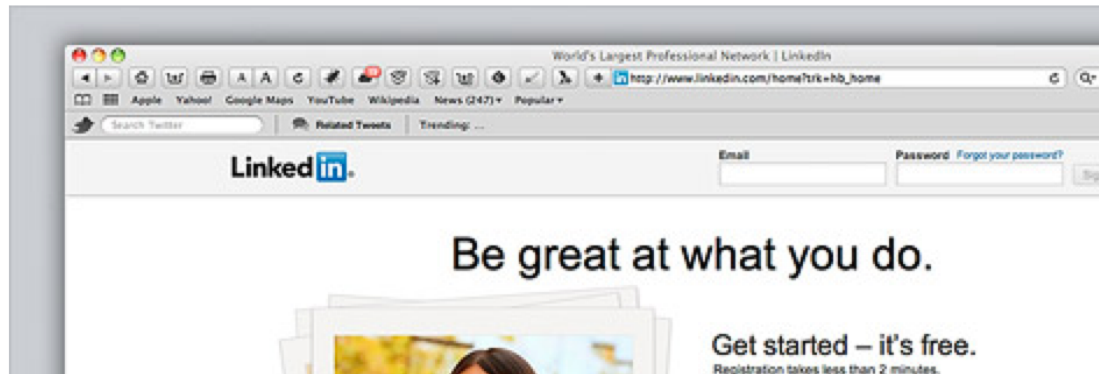 World's Largest Professional Network | LinkedIn
A A
http://www.linkedin.com/home?trk=hb_home
Apple Yahoo! Google Maps YouTube Wikipedia News (247) Popular
Search Twitter Related Tweets Trending: ...
Linked in
Email Password Forgot your password?
Be great at what you do.
Get started – it's free.
Registration takes less than 2 minutes.